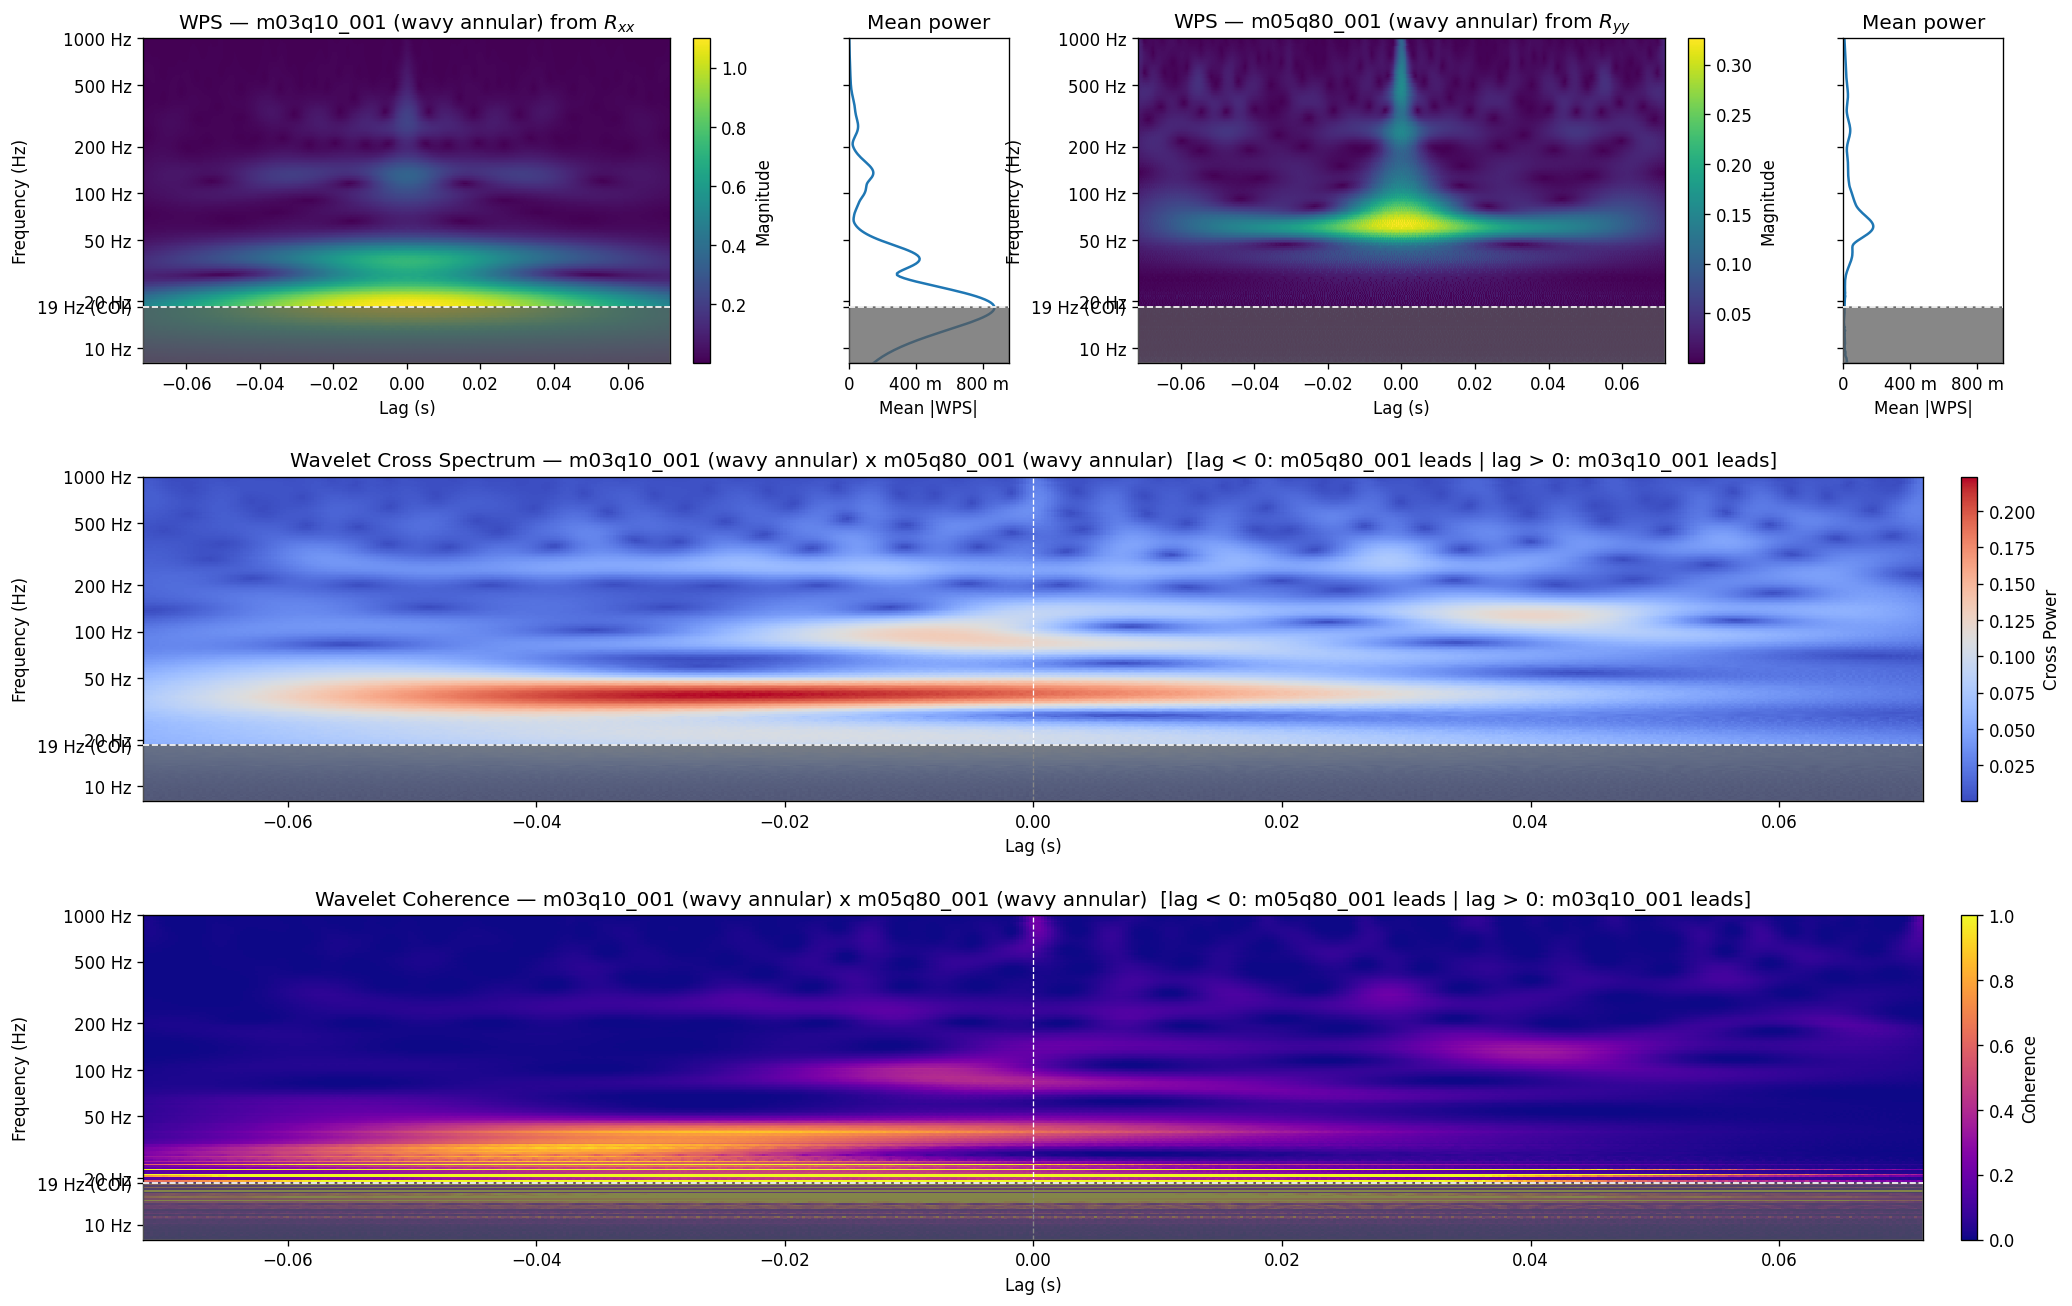 WPS — m03q10_001 (wavy annular) from Rxx
Mean power
WPS — m05q80_001 (wavy annular) from Ryy
Mean power
1000 Hz
500 Hz
200 Hz
100 Hz
50 Hz
20 Hz
19 Hz (COI)
10 Hz
Frequency (Hz)
−0.06 −0.04 −0.02 0.00 0.02 0.04 0.06
Lag (s)
1.0
0.8
0.6
0.4
0.2
Magnitude
0 400 m 800 m
Mean |WPS|
1000 Hz
500 Hz
200 Hz
100 Hz
50 Hz
20 Hz
19 Hz (COI)
10 Hz
Frequency (Hz)
−0.06 −0.04 −0.02 0.00 0.02 0.04 0.06
Lag (s)
0.30
0.25
0.20
0.15
0.10
0.05
Magnitude
0 400 m 800 m
Mean |WPS|
Wavelet Cross Spectrum — m03q10_001 (wavy annular) x m05q80_001 (wavy annular) [lag < 0: m05q80_001 leads | lag > 0: m03q10_001 leads]
1000 Hz
500 Hz
200 Hz
100 Hz
50 Hz
20 Hz
19 Hz (COI)
10 Hz
Frequency (Hz)
−0.06 −0.04 −0.02 0.00 0.02 0.04 0.06
Lag (s)
0.200
0.175
0.150
0.125
0.100
0.075
0.050
0.025
Cross Power
Wavelet Coherence — m03q10_001 (wavy annular) x m05q80_001 (wavy annular) [lag < 0: m05q80_001 leads | lag > 0: m03q10_001 leads]
1000 Hz
500 Hz
200 Hz
100 Hz
50 Hz
20 Hz
19 Hz (COI)
10 Hz
Frequency (Hz)
−0.06 −0.04 −0.02 0.00 0.02 0.04 0.06
Lag (s)
1.0
0.8
0.6
0.4
0.2
0.0
Coherence